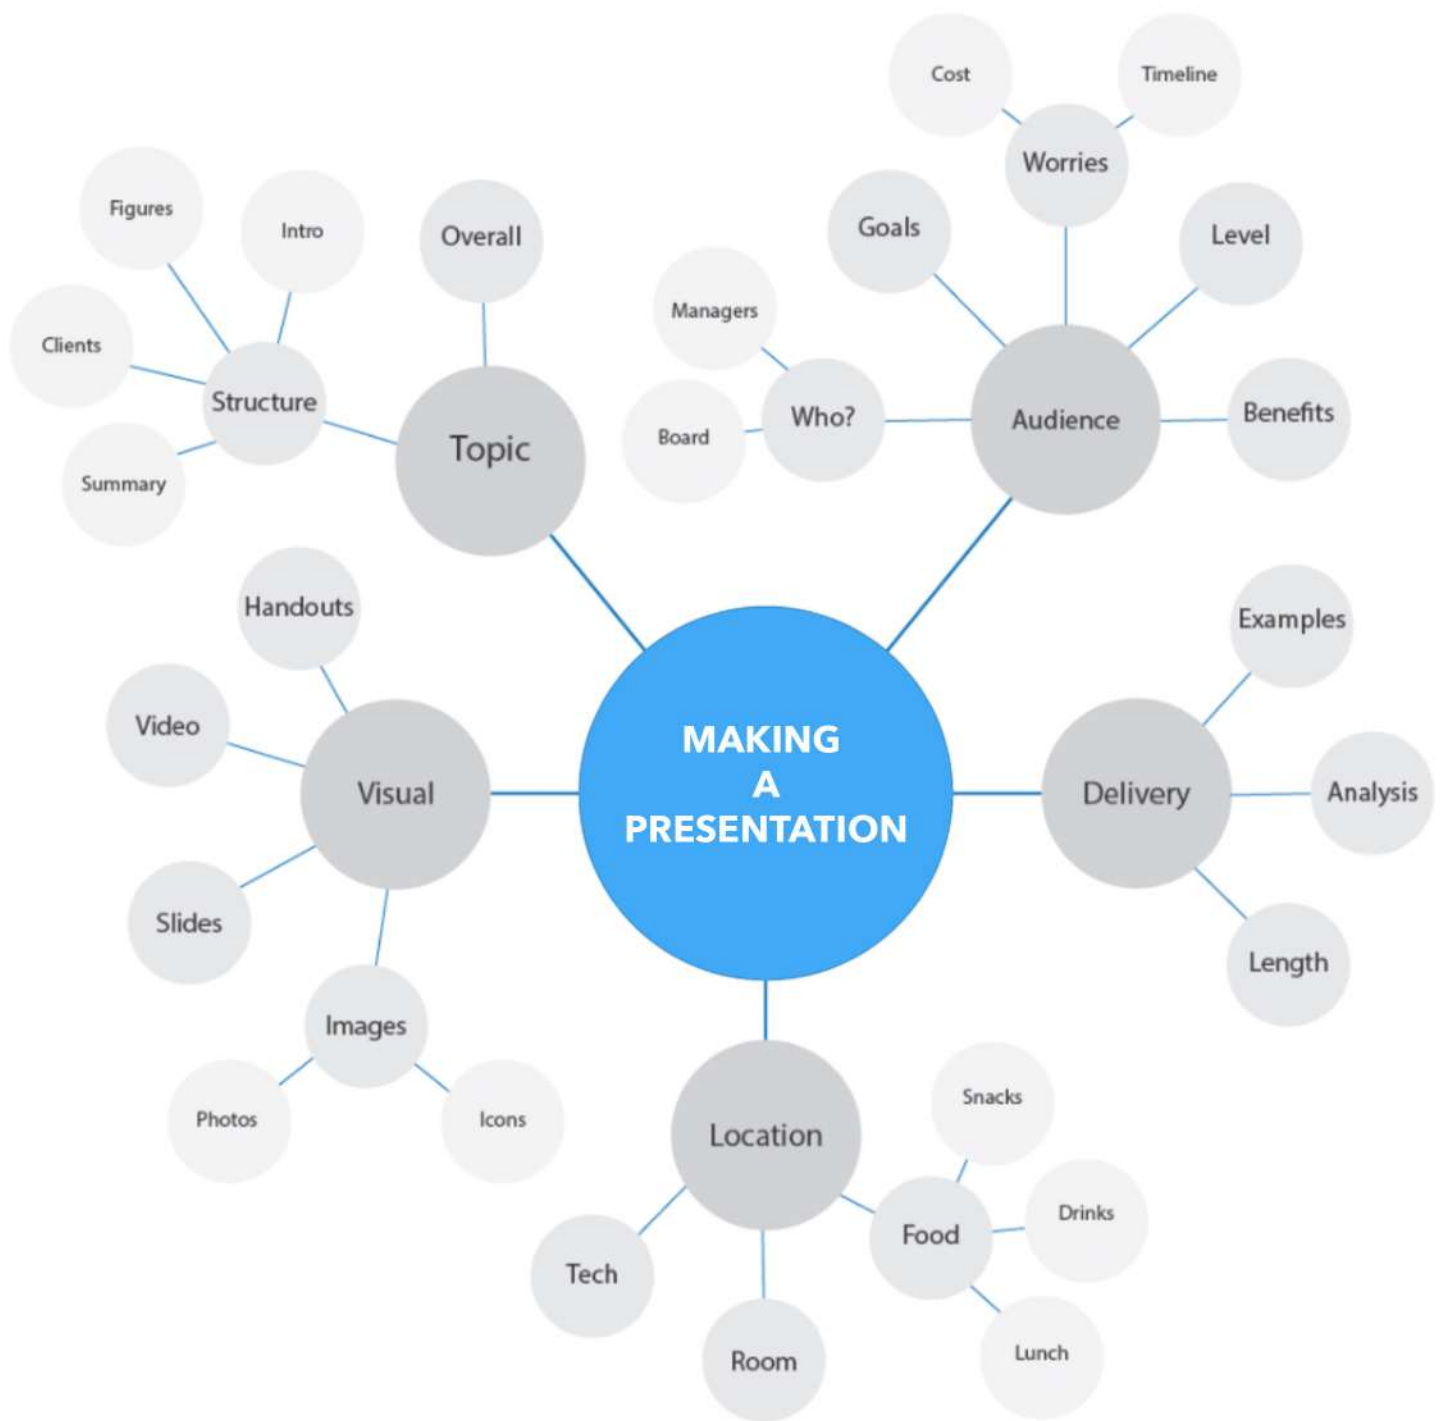 MAKING
A
PRESENTATION
Topic
Overall
Structure
Intro
Figures
Clients
Summary
Audience
Who?
Managers
Board
Goals
Worries
Cost
Timeline
Level
Benefits
Delivery
Examples
Analysis
Length
Location
Food
Snacks
Drinks
Lunch
Room
Tech
Visual
Handouts
Video
Slides
Images
Photos
Icons